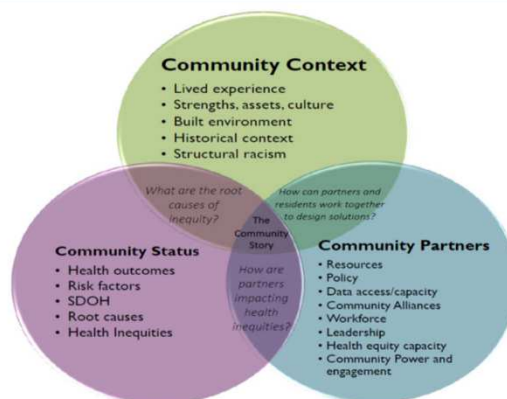 Community Context
• Lived experience
• Strengths, assets, culture
• Built environment
• Historical context
• Structural racism
What are the root
causes of
inequity?
How can partners and
residents work together
to design solutions?
The
Community
Story
Community Status
• Health outcomes
• Risk factors
• SDOH
• Root causes
• Health Inequities
How are
partners
impacting
health
inequities?
Community Partners
• Resources
• Policy
• Data access/capacity
• Community Alliances
• Workforce
• Leadership
• Health equity capacity
• Community Power and
engagement